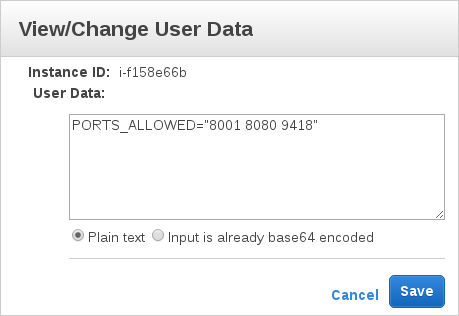 View/Change User Data
Instance ID: i-f158e66b
User Data:
PORTS_ALLOWED="8001 8080 9418"
Plain text Input is already base64 encoded
Cancel Save